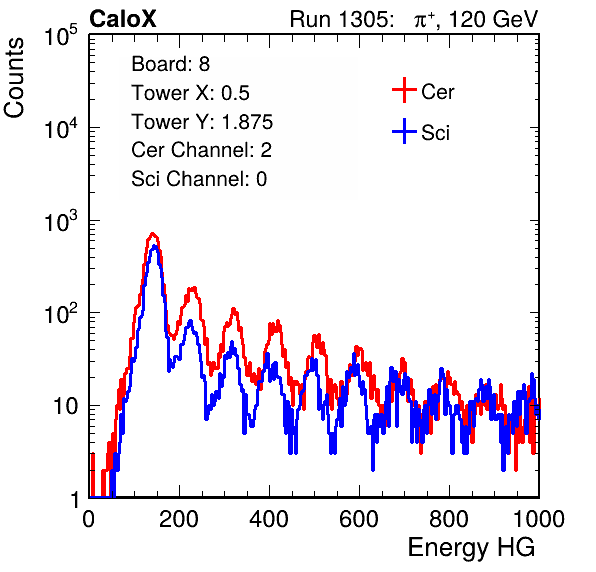 CaloX Run 1305: π⁺, 120 GeV
10⁵
Board: 8
Tower X: 0.5
Tower Y: 1.875
Cer Channel: 2
Sci Channel: 0
Cer
Sci
Counts
10⁴
10³
10²
10
1
0 200 400 600 800 1000
Energy HG